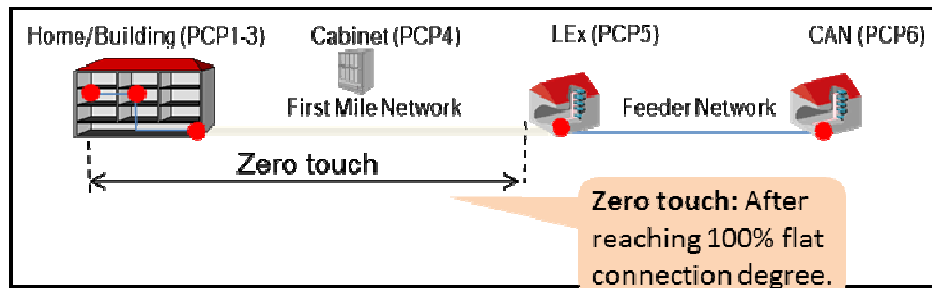 Home/Building (PCP1-3) Cabinet (PCP4) LEx (PCP5) CAN (PCP6)
First Mile Network Feeder Network
Zero touch
Zero touch: After
reaching 100% flat
connection degree.